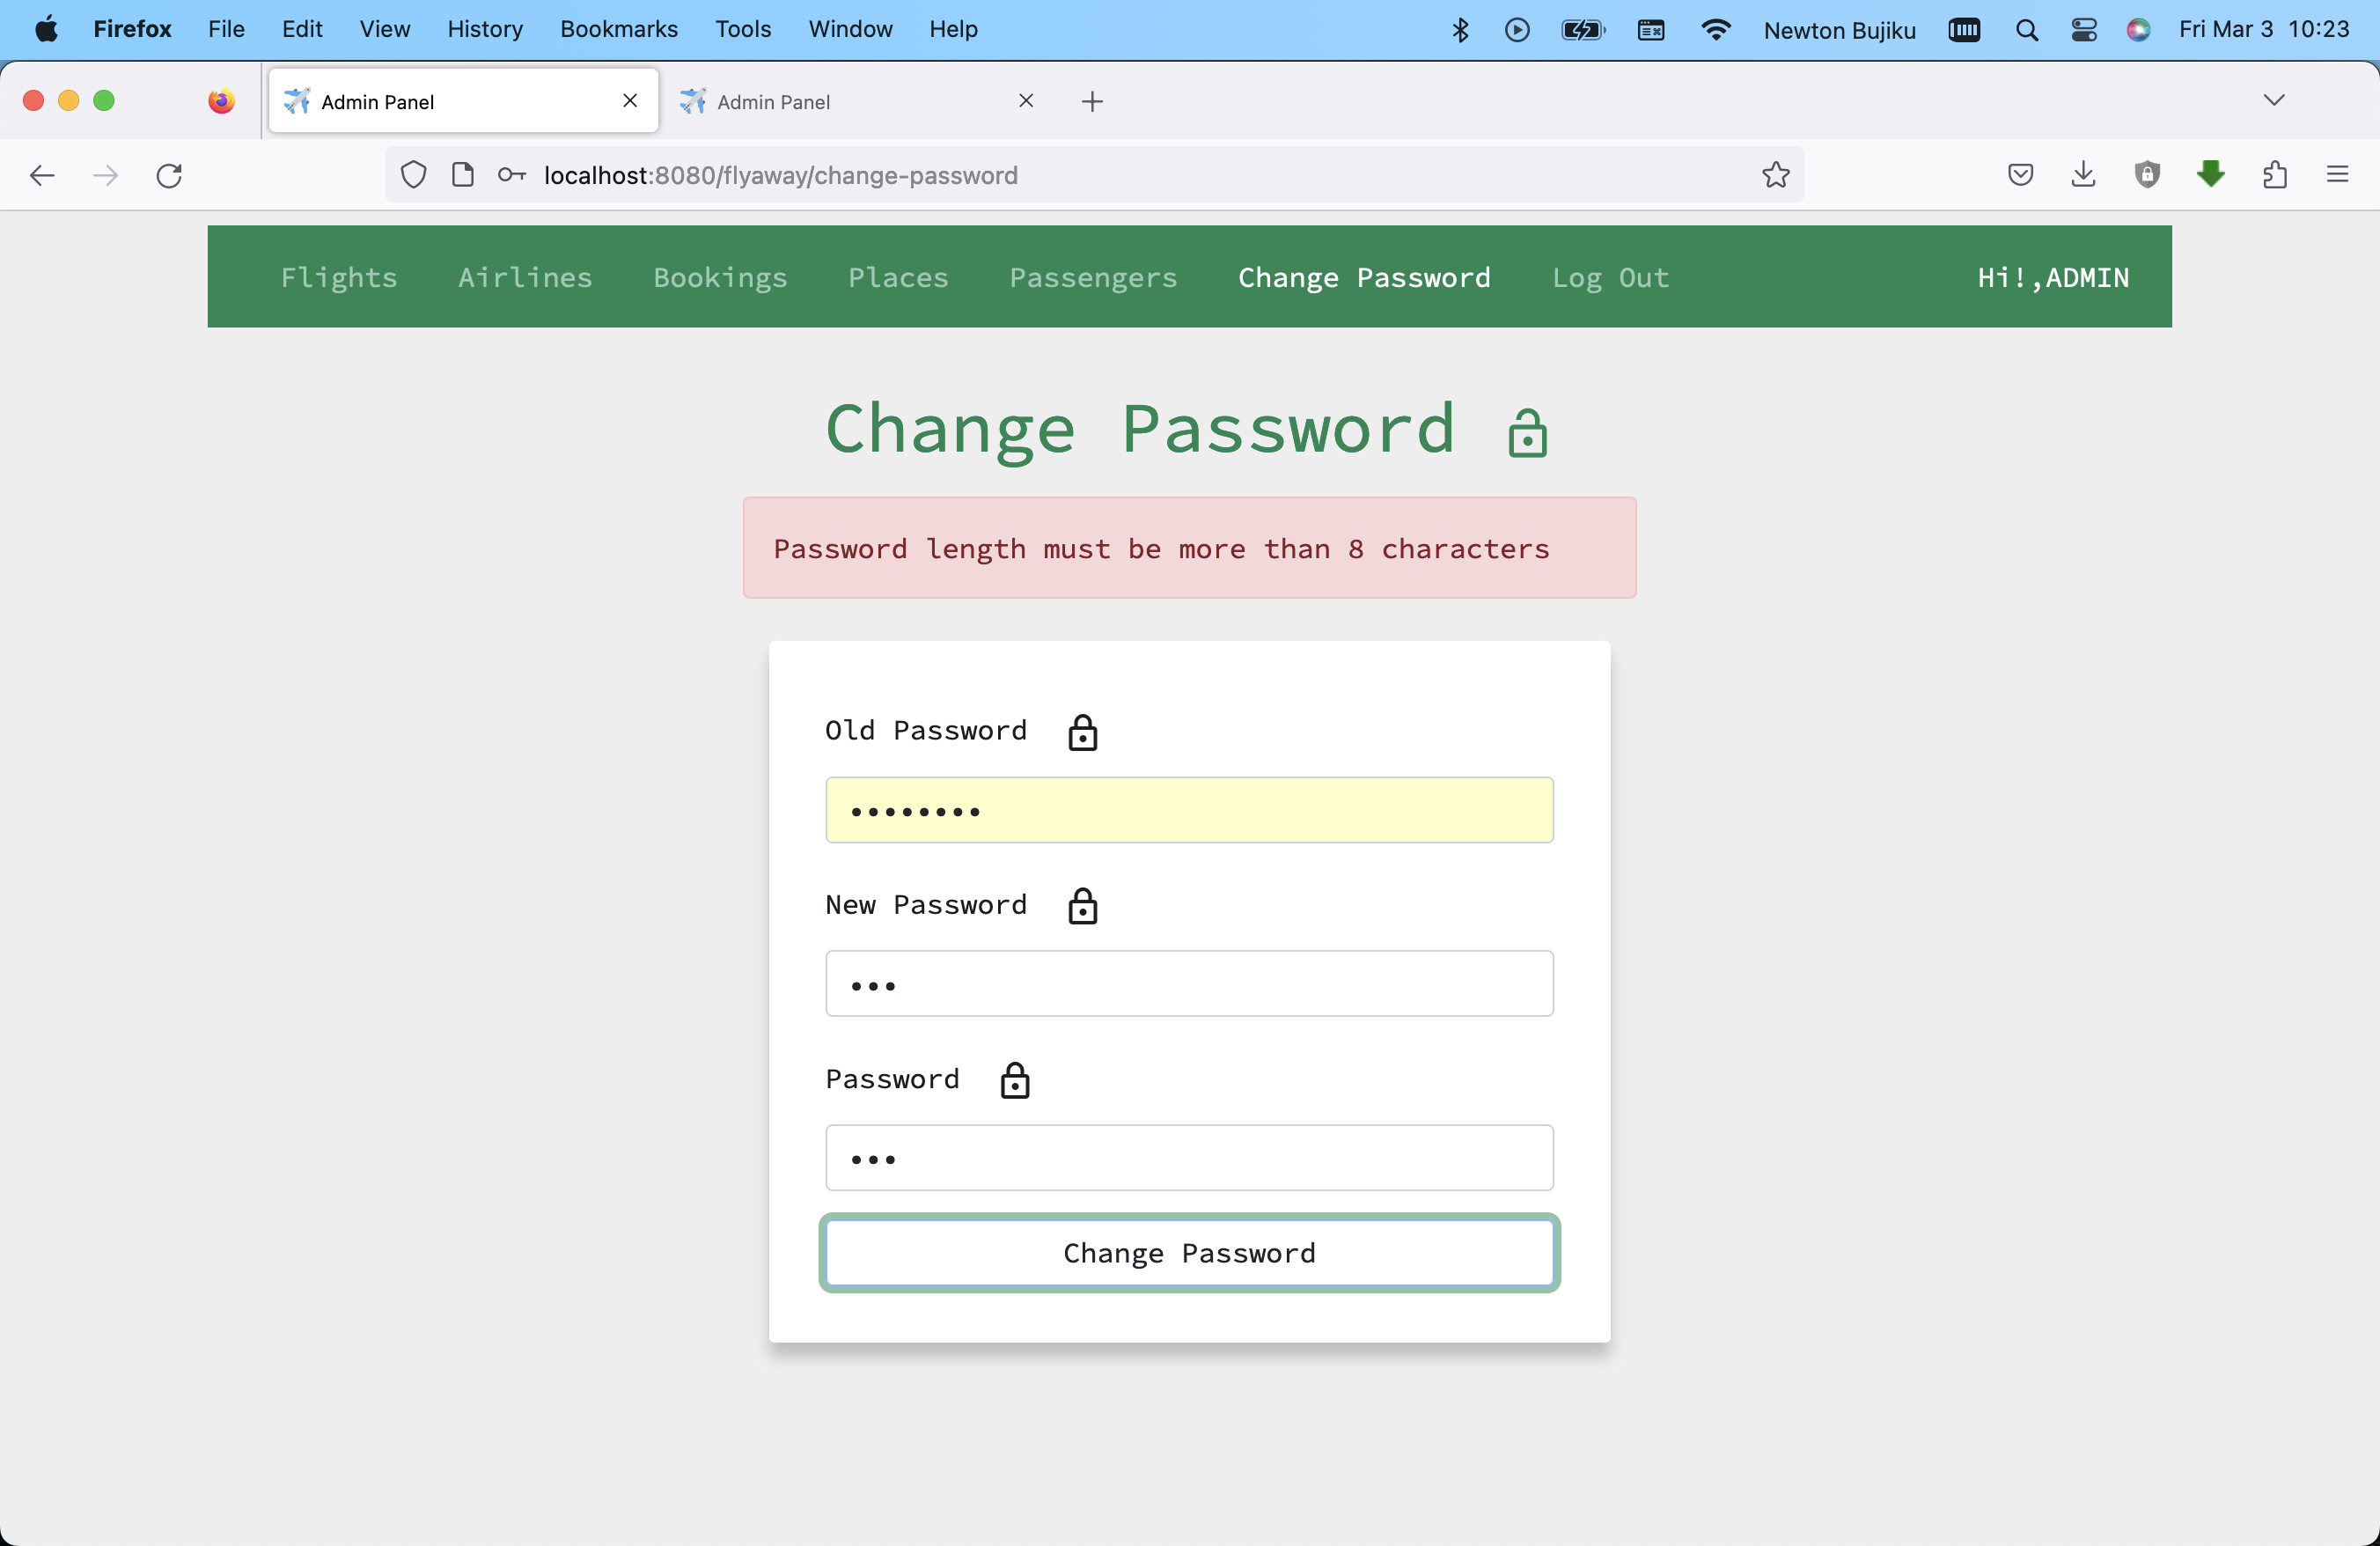 Firefox File Edit View History Bookmarks Tools Window Help Newton Bujiku Fri Mar 3 10:23
Admin Panel Admin Panel
localhost:8080/flyaway/change-password
Flights Airlines Bookings Places Passengers Change Password Log Out Hi!,ADMIN
Change Password
Password length must be more than 8 characters
Old Password
••••••••
New Password
•••
Password
•••
Change Password